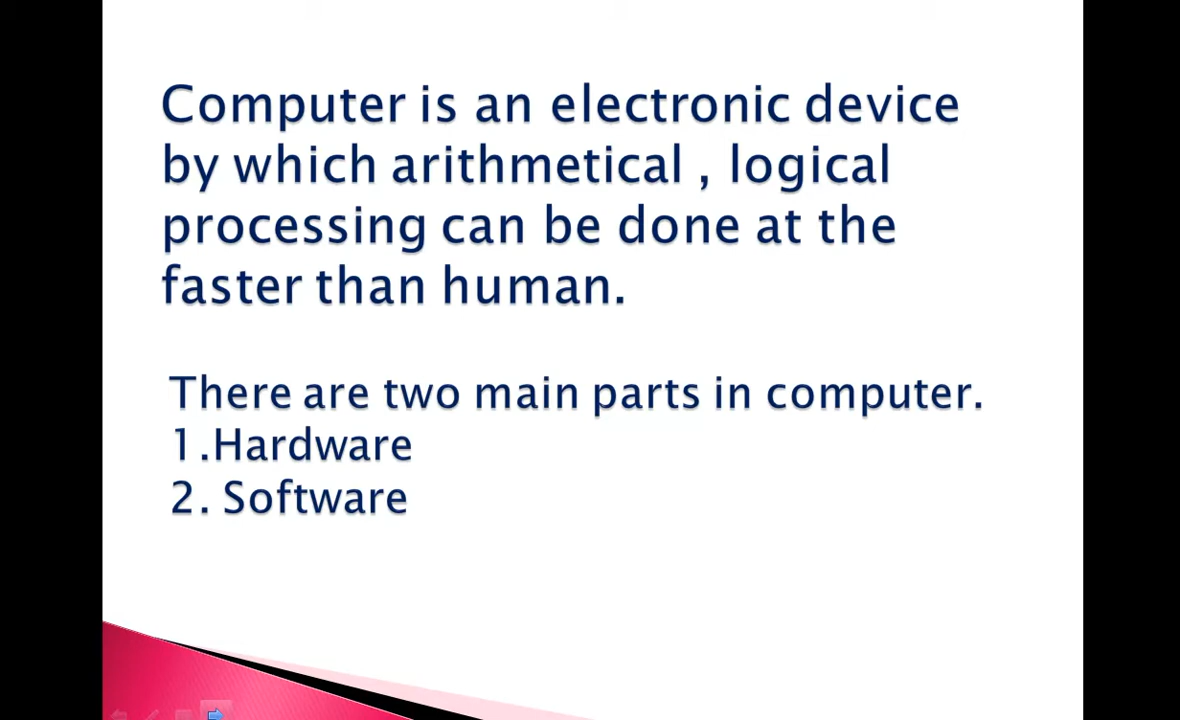 Computer is an electronic device
by which arithmetical , logical
processing can be done at the
faster than human.
There are two main parts in computer.
1.Hardware
2. Software